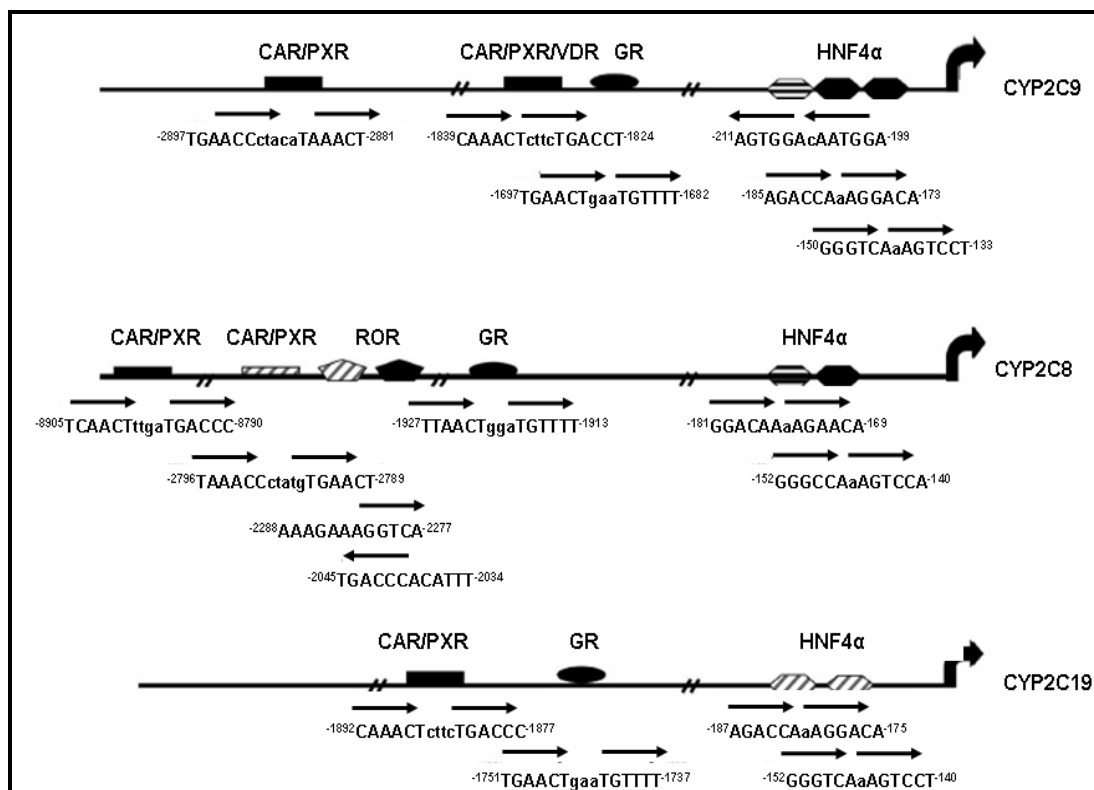 CAR/PXR CAR/PXR/VDR GR HNF4α
CYP2C9
-2897TGAACCctacaTAAACT-2881 -1839CAAACTcttcTGACCT-1824 -211AGTGGAcAATGGA-199
-1697TGAACTgaaTGTTTT-1682 -185AGACCAaAGGACA-173
-150GGGTCAaAGTCCT-133
CAR/PXR CAR/PXR ROR GR HNF4α
CYP2C8
-8905TCAACTttgaTGACCC-8790 -1927TTAACTggaTGTTTT-1913 -181GGACAAaAGAACA-169
-2796TAAACCctatgTGAACT-2789 -152GGGCCAaAGTCCA-140
-2288AAAGAAAGGTCA-2277
-2045TGACCCACATTT-2034
CAR/PXR GR HNF4α
CYP2C19
-1892CAAACTcttcTGACCC-1877 -187AGACCAaAGGACA-175
-1751TGAACTgaaTGTTTT-1737 -152GGGTCAaAGTCCT-140